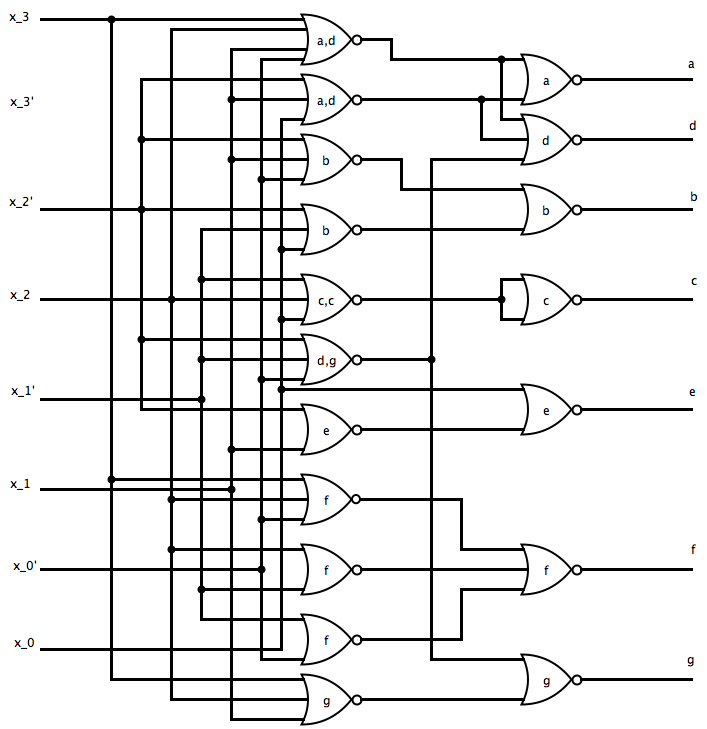 x_3
x_3'
x_2'
x_2
x_1'
x_1
x_0'
x_0
a,d
a,d
b
b
c,c
d,g
e
f
f
f
g
a
d
b
c
e
f
g
a
d
b
c
e
f
g